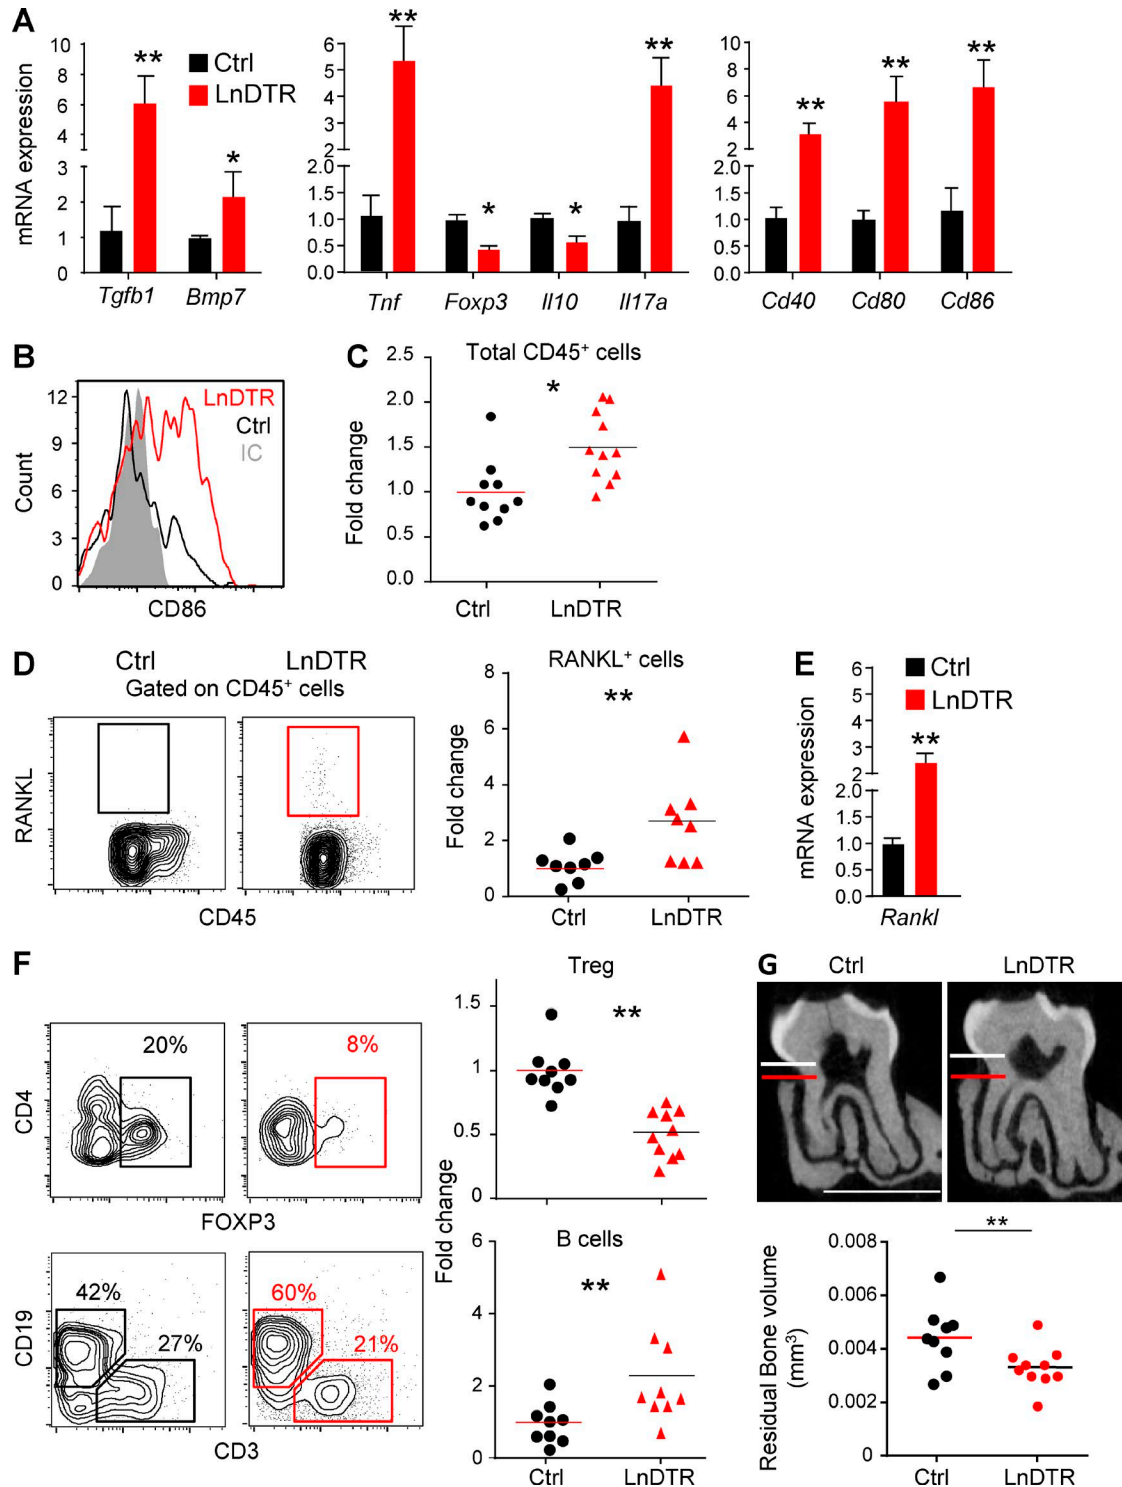 A
mRNA expression
10
8
6
4
3
2
1
0
Ctrl
LnDTR
**
*
Tgfb1 Bmp7
6
5
4
3
2
2.0
1.5
1.0
0.5
0.0
**
*
*
**
Tnf Foxp3 Il10 Il17a
10
8
6
4
2
2.0
1.5
1.0
0.5
0.0
**
**
**
Cd40 Cd80 Cd86
B
Count
12
9
6
3
0
LnDTR
Ctrl
IC
CD86
C
Total CD45+ cells
Fold change
2.5
2.0
1.5
1.0
0.5
0.0
*
Ctrl LnDTR
D
Ctrl LnDTR
Gated on CD45+ cells
RANKL
CD45
RANKL+ cells
Fold change
8
6
4
2
0
**
Ctrl LnDTR
E
Ctrl
LnDTR
mRNA expression
6
5
4
3
2
2.0
1.5
1.0
0.5
0.0
**
Rankl
F
CD4
20%
8%
FOXP3
CD19
42%
27%
60%
21%
CD3
Treg
Fold change
1.5
1
0.5
0
**
B cells
6
4
2
0
**
Ctrl LnDTR
G
Ctrl LnDTR
Residual Bone volume
(mm3)
0.008
0.006
0.004
0.002
0
**
Ctrl LnDTR